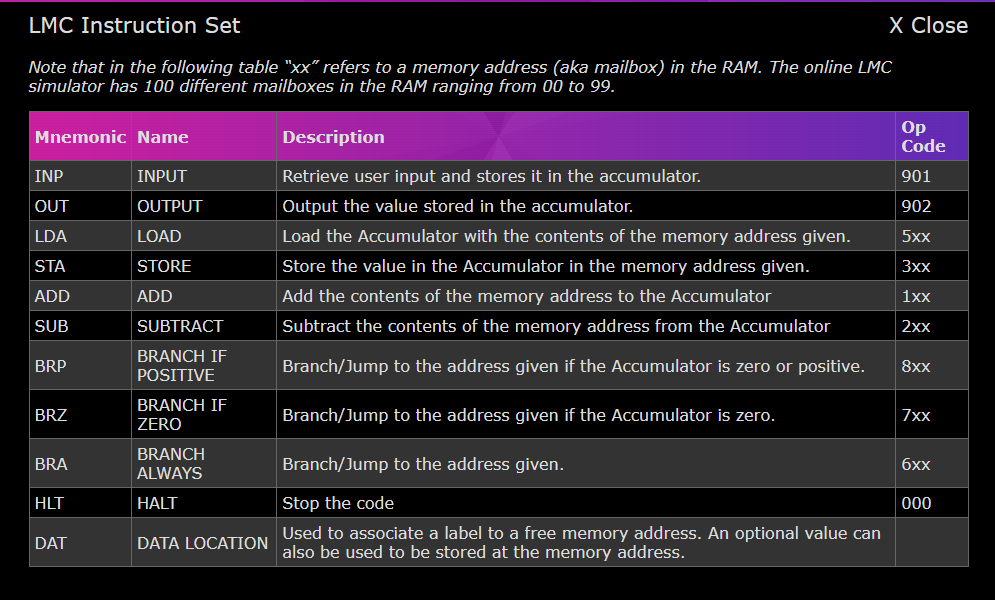 LMC Instruction Set
X Close
Note that in the following table “xx” refers to a memory address (aka mailbox) in the RAM. The online LMC
simulator has 100 different mailboxes in the RAM ranging from 00 to 99.
Mnemonic Name Description Op Code
INP INPUT Retrieve user input and stores it in the accumulator. 901
OUT OUTPUT Output the value stored in the accumulator. 902
LDA LOAD Load the Accumulator with the contents of the memory address given. 5xx
STA STORE Store the value in the Accumulator in the memory address given. 3xx
ADD ADD Add the contents of the memory address to the Accumulator 1xx
SUB SUBTRACT Subtract the contents of the memory address from the Accumulator 2xx
BRP BRANCH IF POSITIVE Branch/Jump to the address given if the Accumulator is zero or positive. 8xx
BRZ BRANCH IF ZERO Branch/Jump to the address given if the Accumulator is zero. 7xx
BRA BRANCH ALWAYS Branch/Jump to the address given. 6xx
HLT HALT Stop the code 000
DAT DATA LOCATION Used to associate a label to a free memory address. An optional value can
also be used to be stored at the memory address.